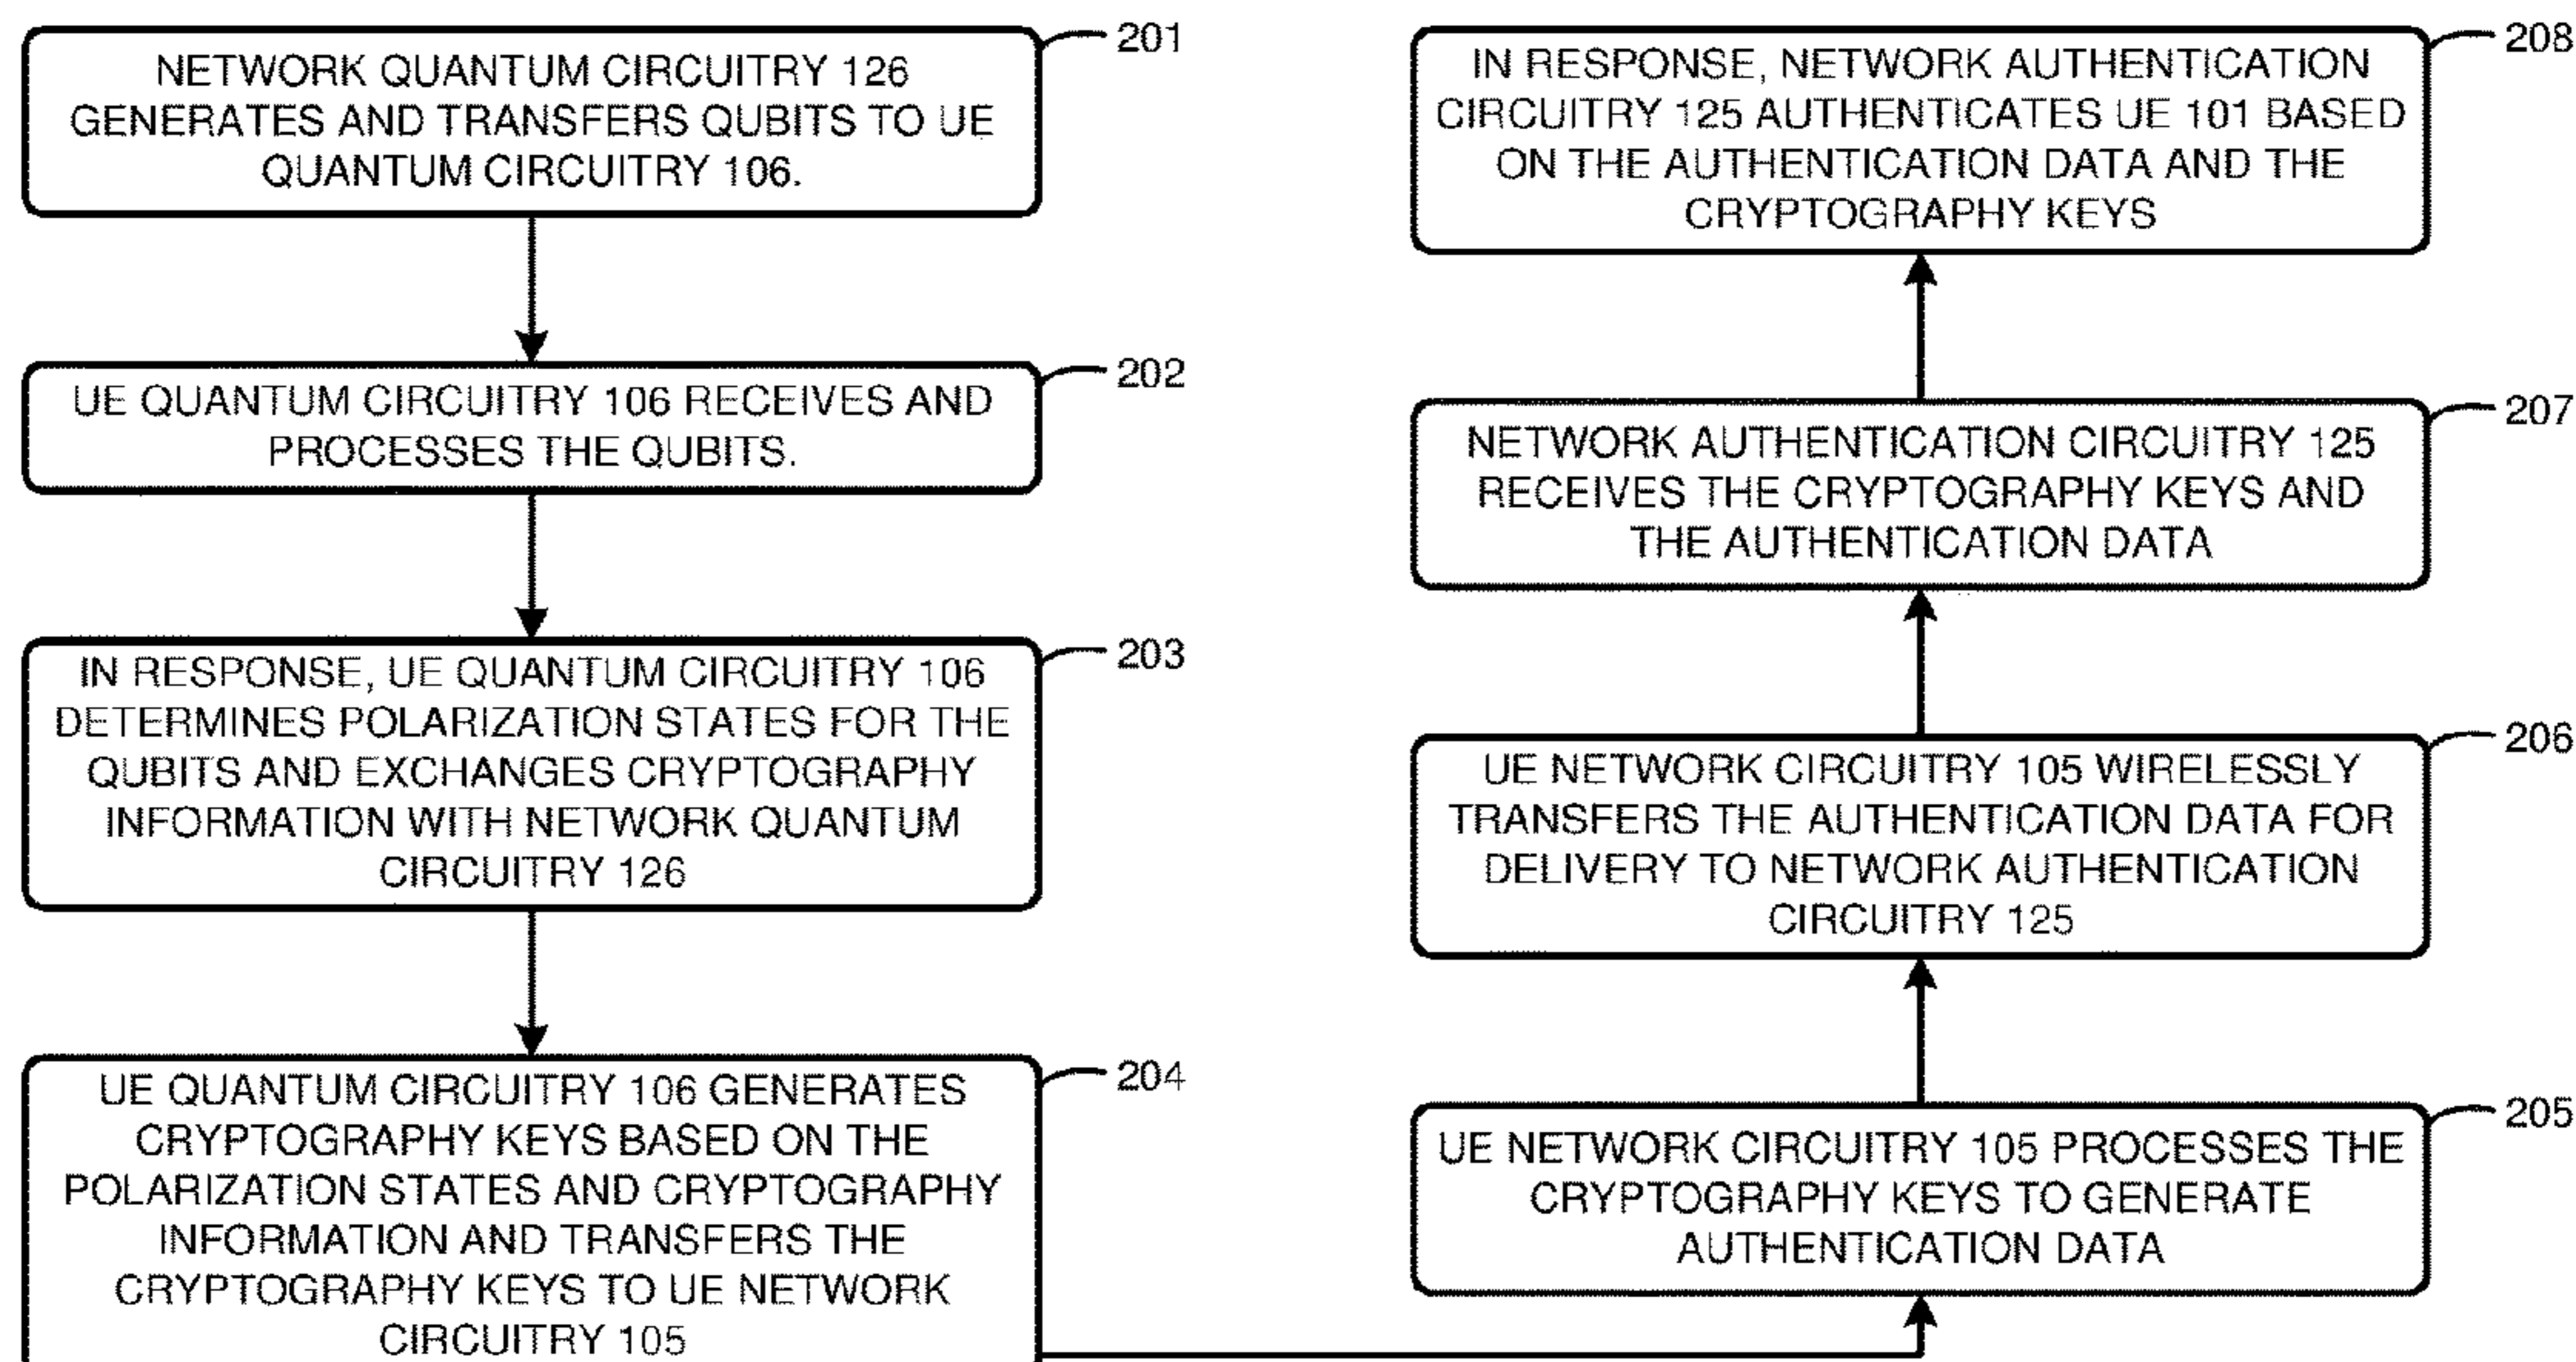 NETWORK QUANTUM CIRCUITRY 126
GENERATES AND TRANSFERS QUBITS TO UE
QUANTUM CIRCUITRY 106.
201
UE QUANTUM CIRCUITRY 106 RECEIVES AND
PROCESSES THE QUBITS.
202
IN RESPONSE, UE QUANTUM CIRCUITRY 106
DETERMINES POLARIZATION STATES FOR THE
QUBITS AND EXCHANGES CRYPTOGRAPHY
INFORMATION WITH NETWORK QUANTUM
CIRCUITRY 126
203
UE QUANTUM CIRCUITRY 106 GENERATES
CRYPTOGRAPHY KEYS BASED ON THE
POLARIZATION STATES AND CRYPTOGRAPHY
INFORMATION AND TRANSFERS THE
CRYPTOGRAPHY KEYS TO UE NETWORK
CIRCUITRY 105
204
UE NETWORK CIRCUITRY 105 PROCESSES THE
CRYPTOGRAPHY KEYS TO GENERATE
AUTHENTICATION DATA
205
UE NETWORK CIRCUITRY 105 WIRELESSLY
TRANSFERS THE AUTHENTICATION DATA FOR
DELIVERY TO NETWORK AUTHENTICATION
CIRCUITRY 125
206
NETWORK AUTHENTICATION CIRCUITRY 125
RECEIVES THE CRYPTOGRAPHY KEYS AND
THE AUTHENTICATION DATA
207
IN RESPONSE, NETWORK AUTHENTICATION
CIRCUITRY 125 AUTHENTICATES UE 101 BASED
ON THE AUTHENTICATION DATA AND THE
CRYPTOGRAPHY KEYS
208